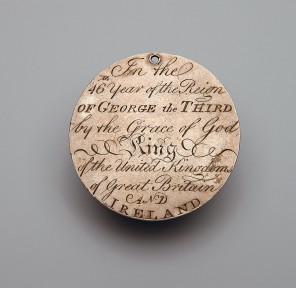 In the
46th Year of the Reign
OF GEORGE the THIRD
by the Grace of God
King
of the United Kingdom
of Great Britain
AND
IRELAND